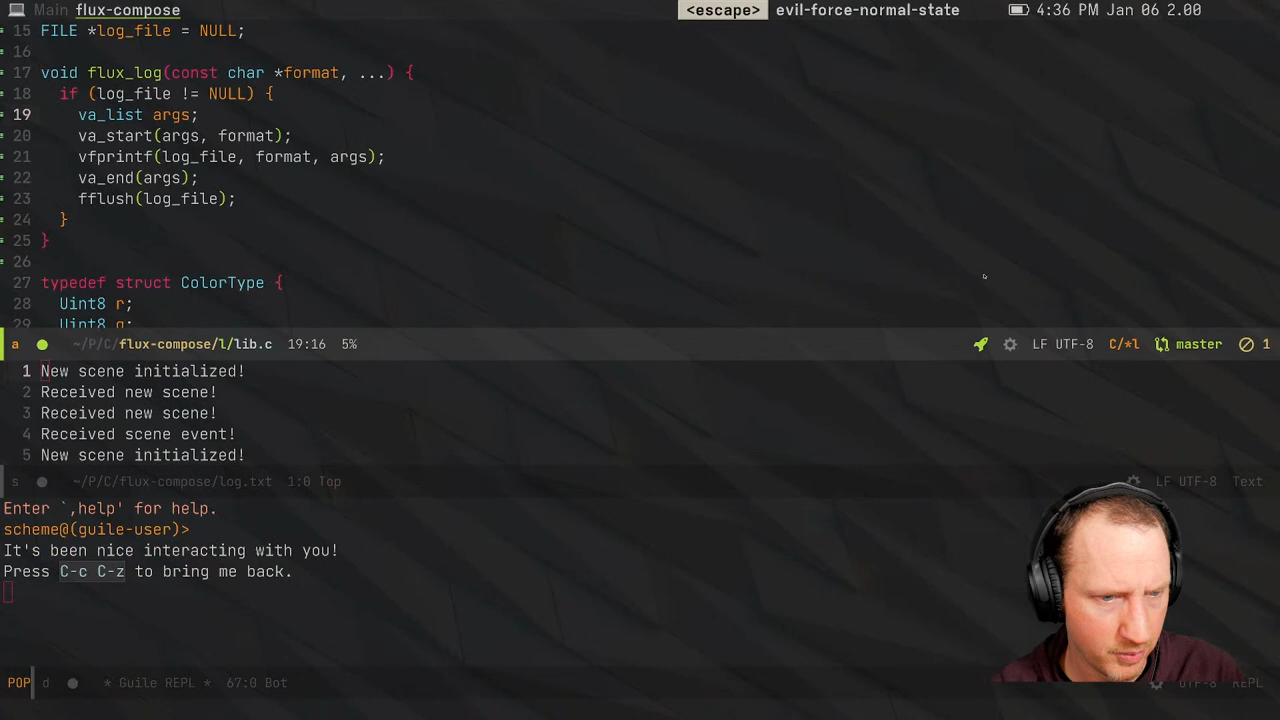 Main flux-compose <escape> evil-force-normal-state 4:36 PM Jan 06 2.00
15 FILE *log_file = NULL;
16
17 void flux_log(const char *format, ...) {
18 if (log_file != NULL) {
19 va_list args;
20 va_start(args, format);
21 vfprintf(log_file, format, args);
22 va_end(args);
23 fflush(log_file);
24 }
25 }
26
27 typedef struct ColorType {
28 Uint8 r;
29 Uint8 g;
a ~/P/C/flux-compose/l/lib.c 19:16 5% LF UTF-8 C/*l master 1
1 New scene initialized!
2 Received new scene!
3 Received new scene!
4 Received scene event!
5 New scene initialized!
s ~/P/C/flux-compose/log.txt 1:0 Top LF UTF-8 Text
Enter `,help' for help.
scheme@(guile-user)>
It's been nice interacting with you!
Press C-c C-z to bring me back.
POP d * Guile REPL * 67:0 Bot UTF-8 REPL